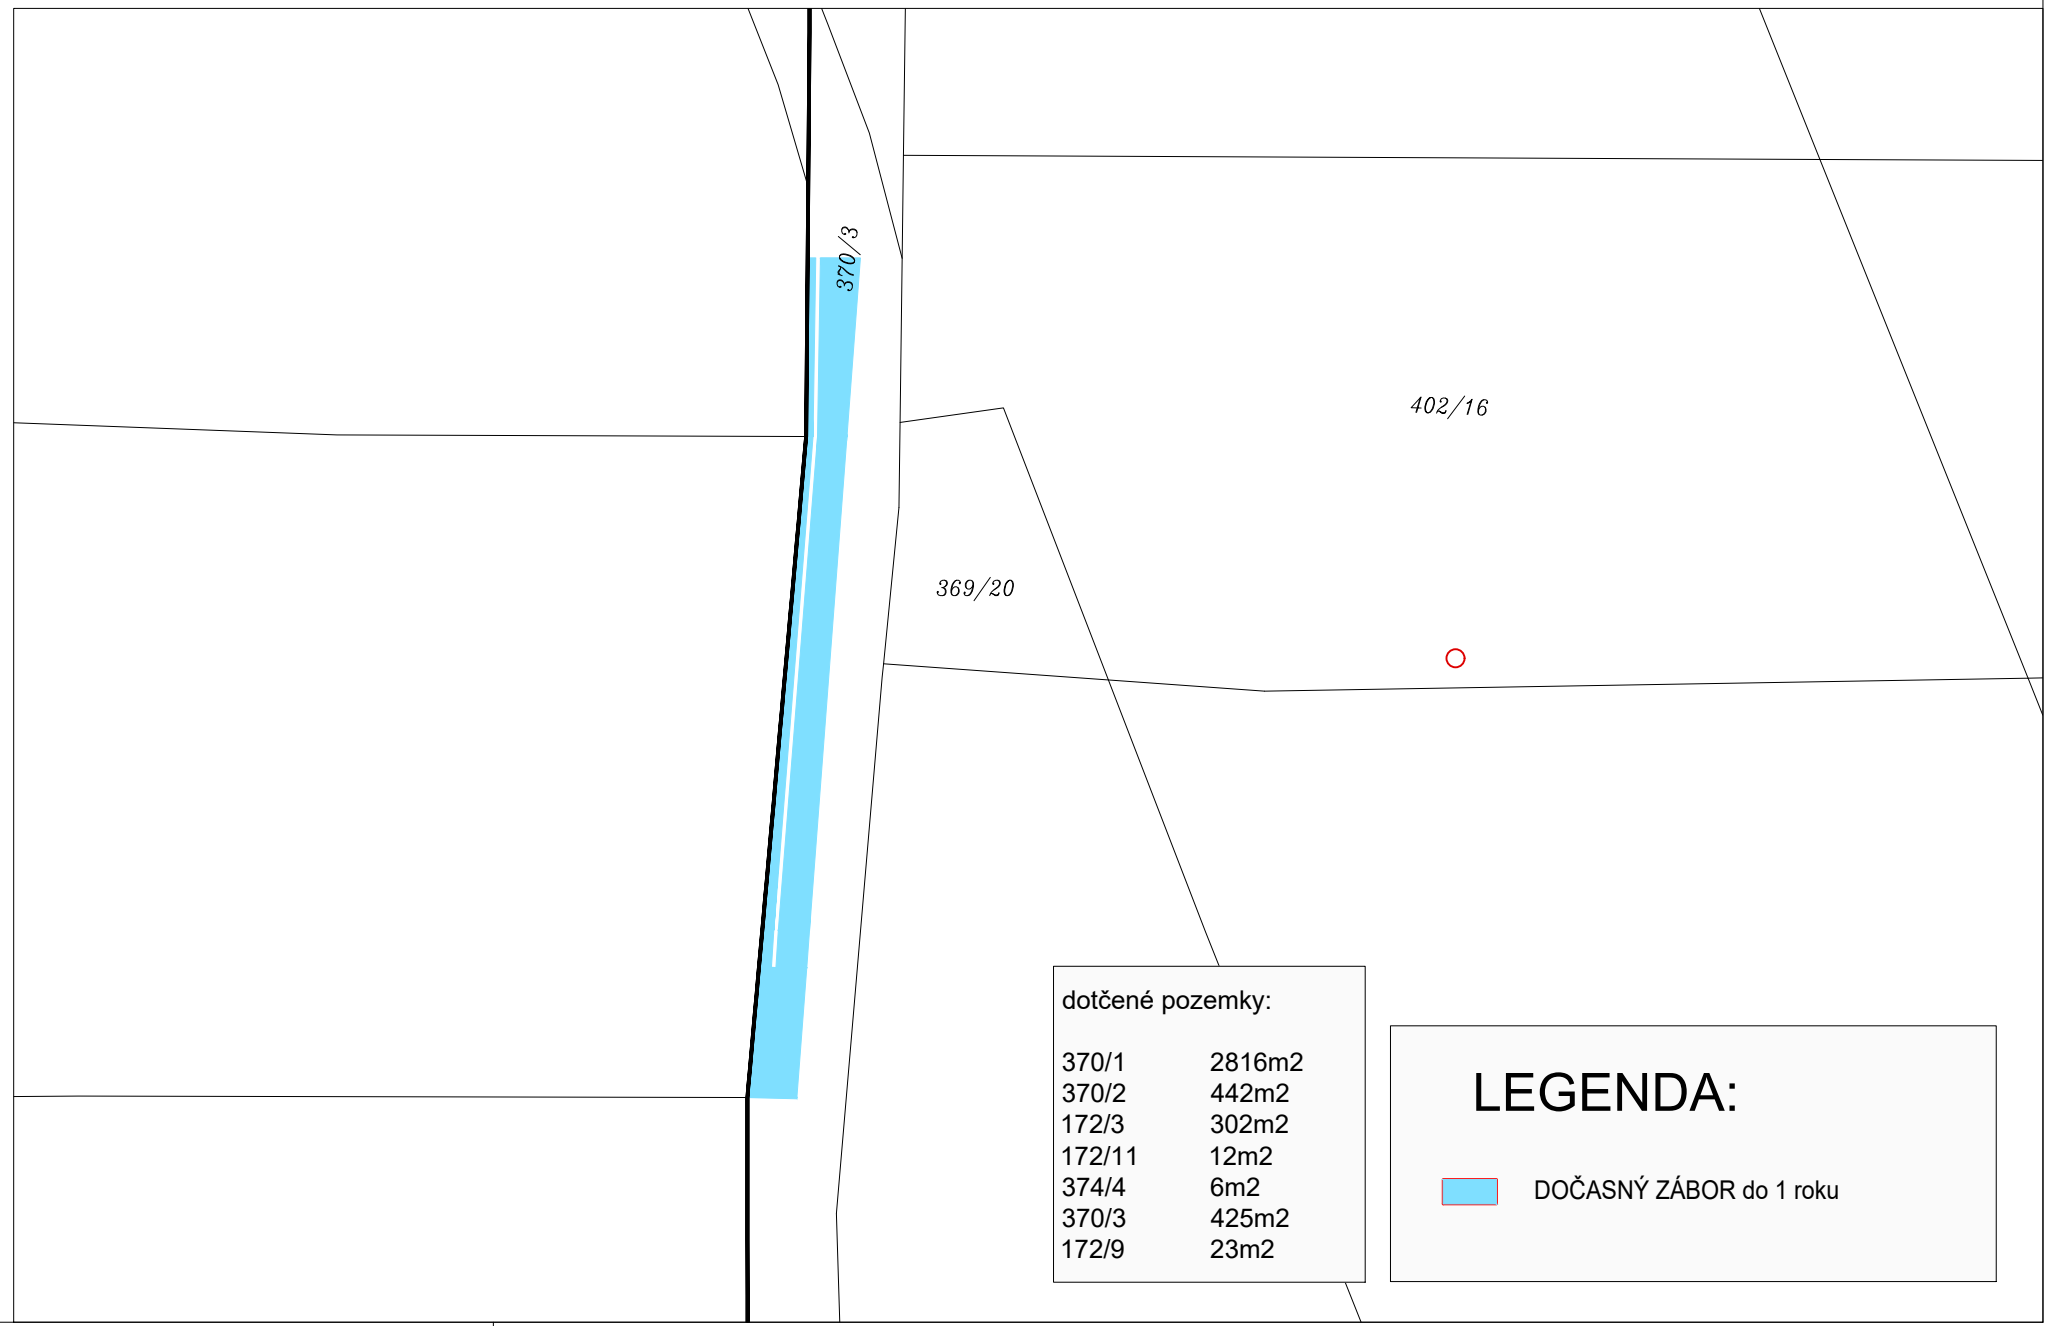 370/3
402/16
369/20
dotčené pozemky:
370/1 2816m2
370/2 442m2
172/3 302m2
172/11 12m2
374/4 6m2
370/3 425m2
172/9 23m2
LEGENDA:
DOČASNÝ ZÁBOR do 1 roku